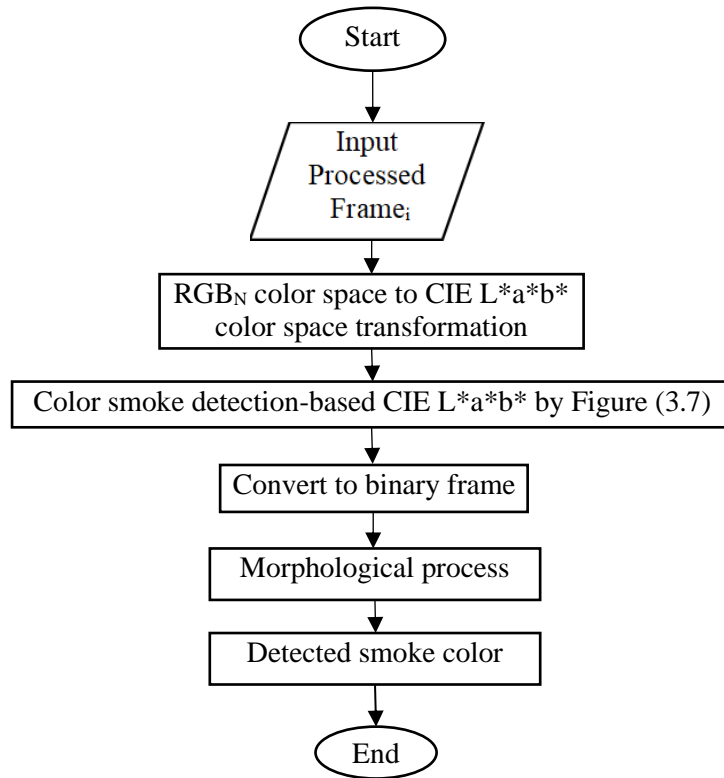 Start
Input
Processed
Frameᵢ
RGB_N color space to CIE L*a*b*
color space transformation
Color smoke detection-based CIE L*a*b* by Figure (3.7)
Convert to binary frame
Morphological process
Detected smoke color
End